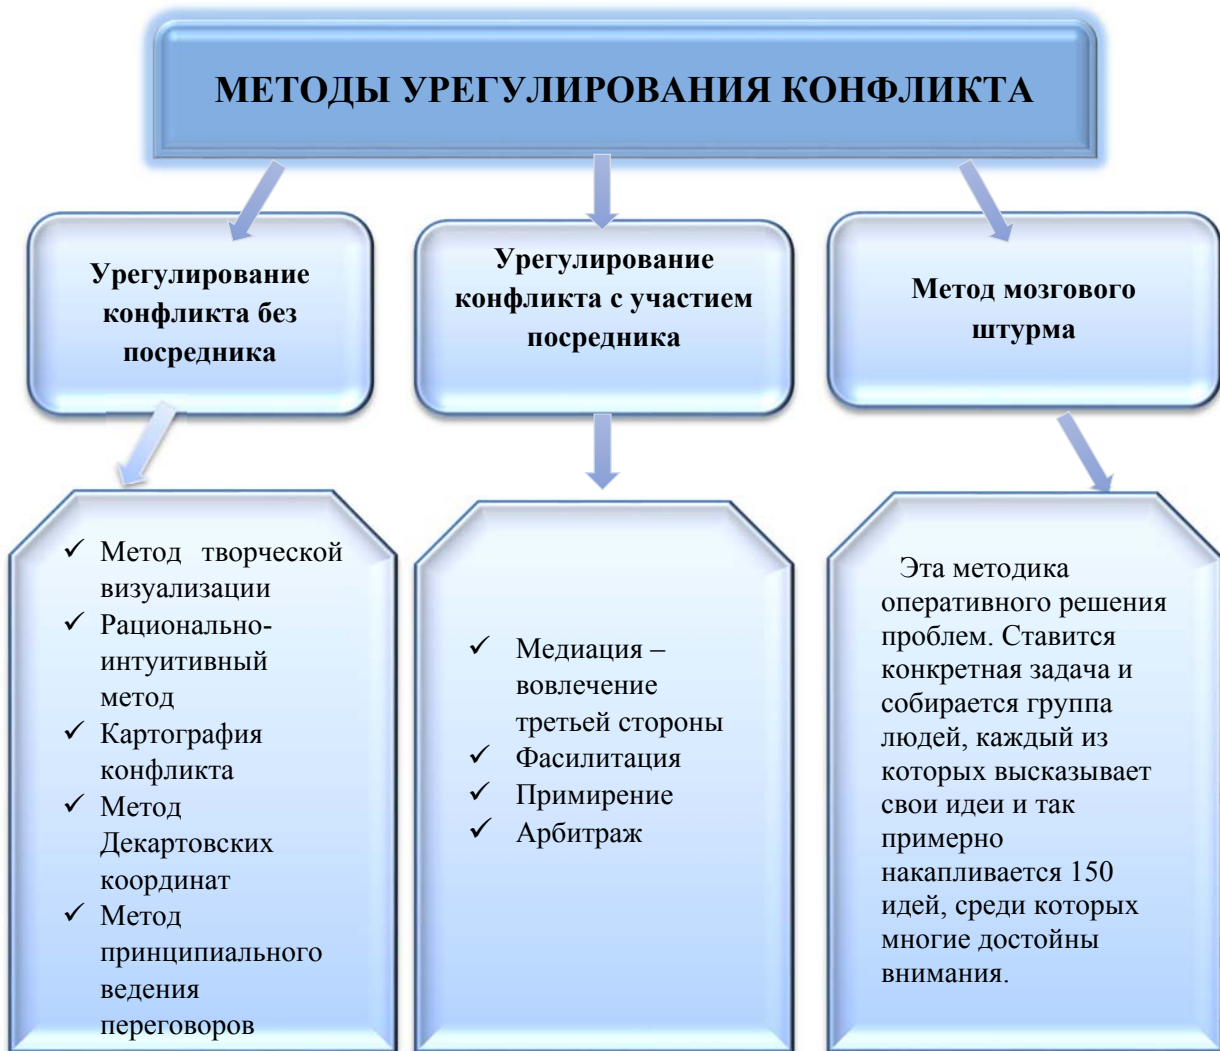 МЕТОДЫ УРЕГУЛИРОВАНИЯ КОНФЛИКТА
Урегулирование
конфликта без
посредника
Урегулирование
конфликта с участием
посредника
Метод мозгового
штурма
✓ Метод творческой
визуализации
✓ Рационально-
интуитивный
метод
✓ Картография
конфликта
✓ Метод
Декартовских
координат
✓ Метод
принципиального
ведения
переговоров
✓ Медиация –
вовлечение
третьей стороны
✓ Фасилитация
✓ Примирение
✓ Арбитраж
Эта методика
оперативного решения
проблем. Ставится
конкретная задача и
собирается группа
людей, каждый из
которых высказывает
свои идеи и так
примерно
накапливается 150
идей, среди которых
многие достойны
внимания.